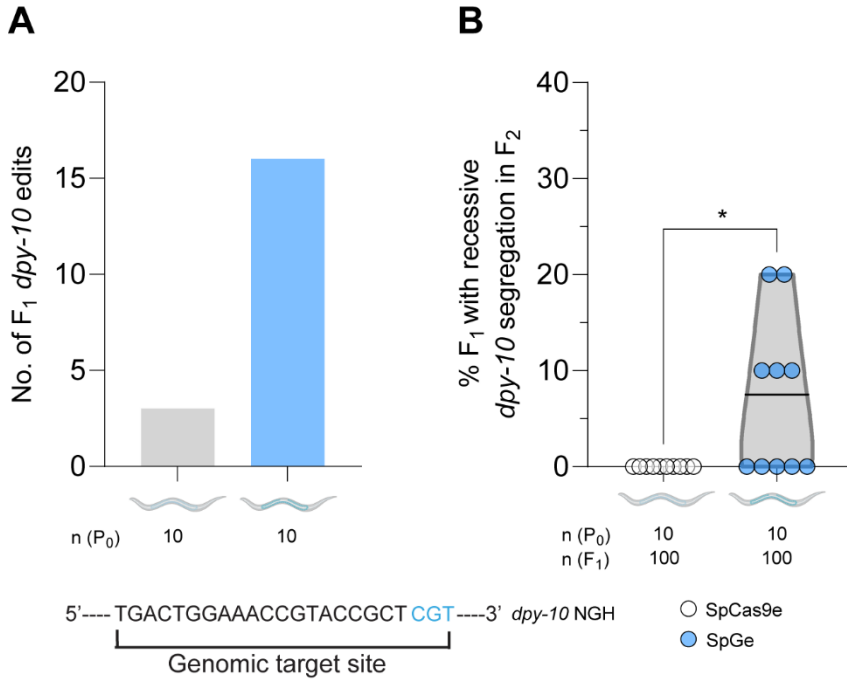 A
No. of F₁ dpy-10 edits
20
15
10
5
0
n (P₀) 10 10
B
% F₁ with recessive
dpy-10 segregation in F₂
40
30
20
10
0
*
n (P₀) 10 10
n (F₁) 100 100
5’----TGACTGGAAACCGTACCGCT CGT----3’ dpy-10 NGH
Genomic target site
SpCas9e
SpGe